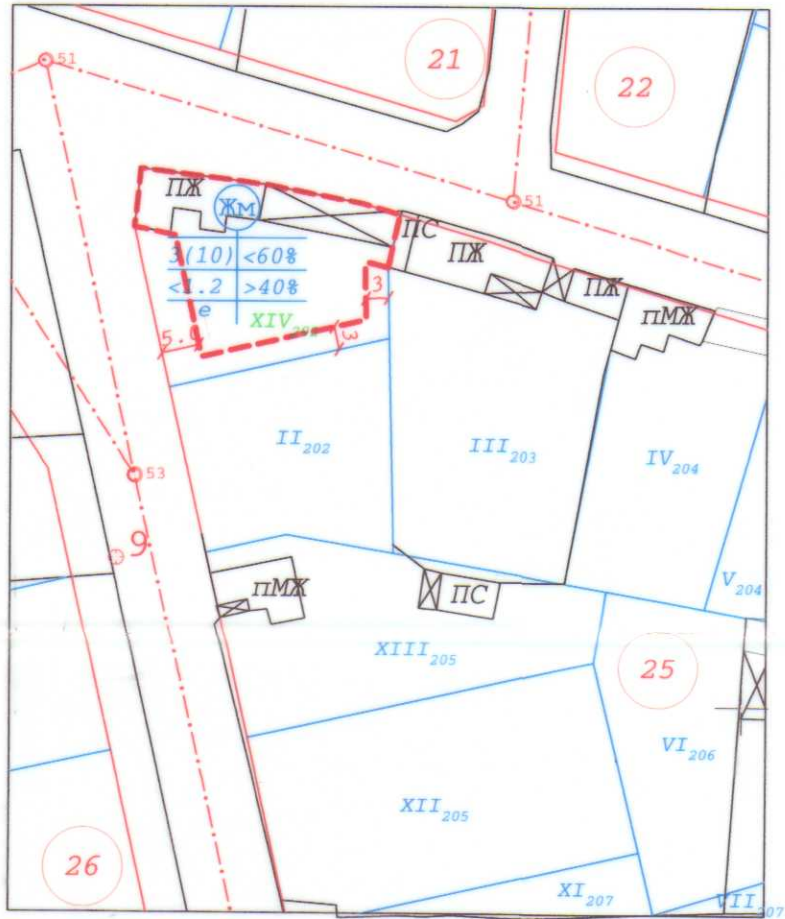 21
22
51
51
ПЖ
Жм
ПС
ПЖ
ПЖ
пМЖ
3(10) <60%
<1.2 >40%
е
XIV
3
5.0
3
II202
III203
IV204
53
9
пМЖ
ПС
V204
XIII205
25
VI206
XII205
26
XI207
VII207